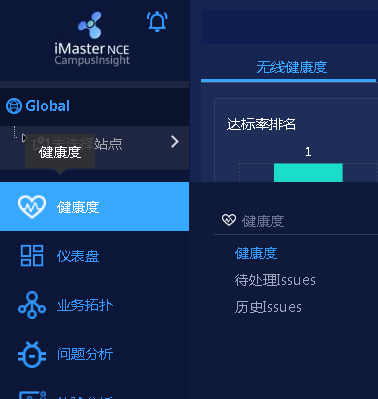 iMaster NCE
CampusInsight
Global
未选择站点
健康度
健康度
仪表盘
业务拓扑
问题分析
无线健康度
达标率排名
1
健康度
健康度
待处理Issues
历史Issues